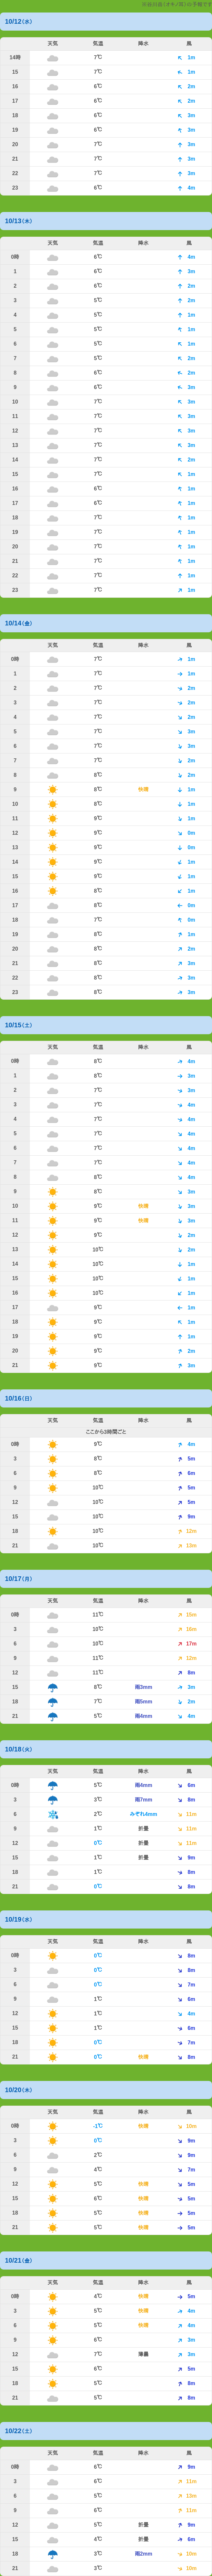 10/12(水)
天気 気温 降水 風
14時 7℃ 1m
15 7℃ 1m
16 6℃ 2m
17 6℃ 2m
18 6℃ 3m
19 6℃ 3m
20 7℃ 3m
21 7℃ 3m
22 7℃ 3m
23 6℃ 4m
10/13(木)
天気 気温 降水 風
0時 6℃ 4m
1 6℃ 3m
2 6℃ 2m
3 5℃ 2m
4 5℃ 1m
5 5℃ 1m
6 5℃ 1m
7 5℃ 2m
8 6℃ 2m
9 6℃ 3m
10 7℃ 3m
11 7℃ 3m
12 7℃ 3m
13 7℃ 3m
14 7℃ 2m
15 7℃ 1m
16 6℃ 1m
17 6℃ 1m
18 7℃ 1m
19 7℃ 1m
20 7℃ 1m
21 7℃ 1m
22 7℃ 1m
23 7℃ 1m
10/14(金)
天気 気温 降水 風
0時 7℃ 1m
1 7℃ 1m
2 7℃ 2m
3 7℃ 2m
4 7℃ 2m
5 7℃ 3m
6 7℃ 3m
7 7℃ 2m
8 8℃ 2m
9 8℃ 快晴 1m
10 8℃ 1m
11 9℃ 1m
12 9℃ 0m
13 9℃ 0m
14 9℃ 1m
15 9℃ 1m
16 8℃ 1m
17 8℃ 0m
18 7℃ 0m
19 8℃ 1m
20 8℃ 2m
21 8℃ 3m
22 8℃ 3m
23 8℃ 3m
10/15(土)
天気 気温 降水 風
0時 8℃ 4m
1 8℃ 3m
2 7℃ 3m
3 7℃ 4m
4 7℃ 4m
5 7℃ 4m
6 7℃ 4m
7 7℃ 4m
8 8℃ 4m
9 8℃ 3m
10 9℃ 快晴 3m
11 9℃ 快晴 3m
12 9℃ 2m
13 10℃ 2m
14 10℃ 1m
15 10℃ 1m
16 10℃ 1m
17 9℃ 1m
18 9℃ 1m
19 9℃ 1m
20 9℃ 2m
21 9℃ 3m
10/16(日)
天気 気温 降水 風
ここから3時間ごと
0時 9℃ 4m
3 8℃ 5m
6 8℃ 6m
9 10℃ 5m
12 10℃ 5m
15 10℃ 9m
18 10℃ 12m
21 10℃ 13m
10/17(月)
天気 気温 降水 風
0時 11℃ 15m
3 10℃ 16m
6 10℃ 17m
9 11℃ 12m
12 11℃ 8m
15 8℃ 雨3mm 3m
18 7℃ 雨5mm 2m
21 5℃ 雨4mm 4m
10/18(火)
天気 気温 降水 風
0時 5℃ 雨4mm 6m
3 3℃ 雨7mm 8m
6 2℃ みぞれ4mm 11m
9 1℃ 折曇 11m
12 0℃ 折曇 11m
15 1℃ 折曇 9m
18 1℃ 8m
21 0℃ 8m
10/19(水)
天気 気温 降水 風
0時 0℃ 8m
3 0℃ 8m
6 0℃ 7m
9 1℃ 6m
12 1℃ 4m
15 1℃ 6m
18 0℃ 7m
21 0℃ 快晴 8m
10/20(木)
天気 気温 降水 風
0時 -1℃ 快晴 10m
3 0℃ 9m
6 2℃ 9m
9 4℃ 7m
12 5℃ 快晴 5m
15 6℃ 快晴 5m
18 5℃ 快晴 5m
21 5℃ 快晴 5m
10/21(金)
天気 気温 降水 風
0時 4℃ 快晴 5m
3 5℃ 快晴 4m
6 5℃ 快晴 4m
9 6℃ 3m
12 7℃ 薄曇 3m
15 6℃ 5m
18 5℃ 8m
21 5℃ 8m
10/22(土)
天気 気温 降水 風
0時 6℃ 9m
3 6℃ 11m
6 5℃ 13m
9 6℃ 11m
12 5℃ 折曇 9m
15 4℃ 折曇 6m
18 3℃ 雨2mm 10m
21 3℃ 10m